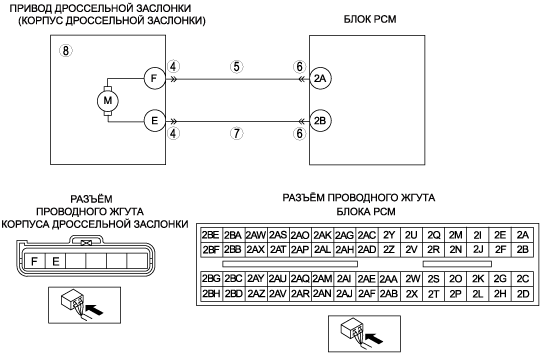 ПРИВОД ДРОССЕЛЬНОЙ ЗАСЛОНКИ
(КОРПУС ДРОССЕЛЬНОЙ ЗАСЛОНКИ)
БЛОК PCM
8
4 5 6
F 2A
M
E 2B
4 7 6
РАЗЪЁМ
ПРОВОДНОГО ЖГУТА
КОРПУСА ДРОССЕЛЬНОЙ ЗАСЛОНКИ
F E
РАЗЪЁМ ПРОВОДНОГО ЖГУТА
БЛОКА PCM
2BE 2BA 2AW 2AS 2AO 2AK 2AG 2AC 2Y 2U 2Q 2M 2I 2E 2A
2BF 2BB 2AX 2AT 2AP 2AL 2AH 2AD 2Z 2V 2R 2N 2J 2F 2B
2BG 2BC 2AY 2AU 2AQ 2AM 2AI 2AE 2AA 2W 2S 2O 2K 2G 2C
2BH 2BD 2AZ 2AV 2AR 2AN 2AJ 2AF 2AB 2X 2T 2P 2L 2H 2D